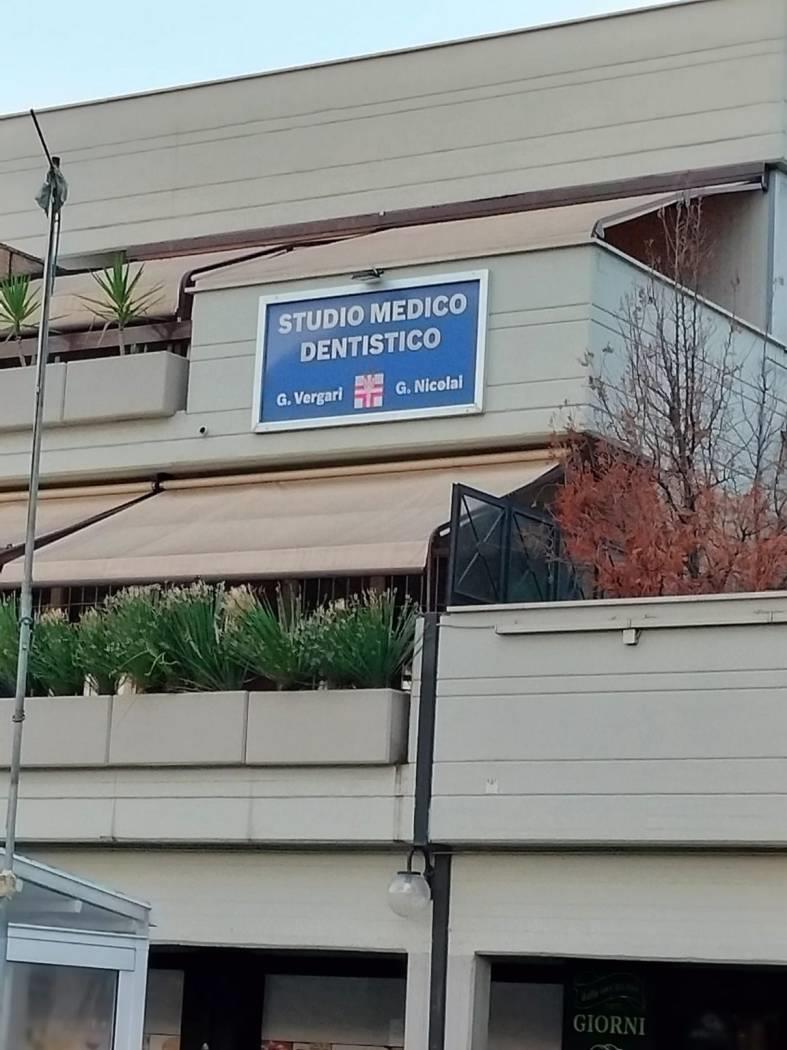 STUDIO MEDICO
DENTISTICO
G. Vergari G. Nicolai
GIORNI